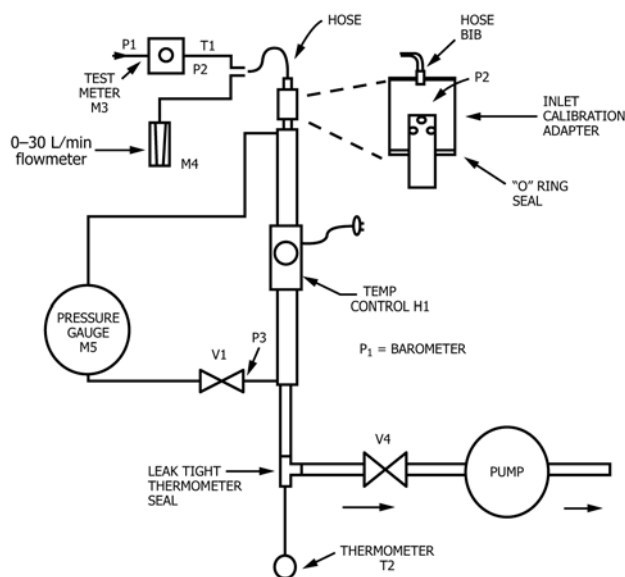 HOSE
P1
T1
P2
TEST
METER
M3
0–30 L/min
flowmeter
M4
HOSE
BIB
P2
INLET
CALIBRATION
ADAPTER
"O" RING
SEAL
TEMP
CONTROL H1
PRESSURE
GAUGE
M5
V1
P3
P1 = BAROMETER
V4
PUMP
LEAK TIGHT
THERMOMETER
SEAL
THERMOMETER
T2